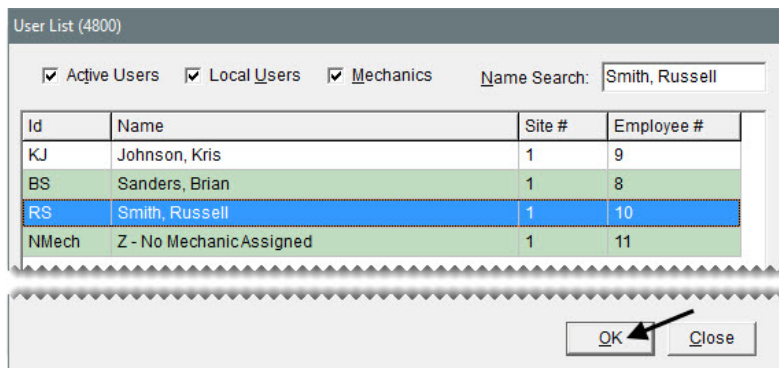 User List (4800)
Active Users Local Users Mechanics Name Search: Smith, Russell
Id Name Site # Employee #
KJ Johnson, Kris 1 9
BS Sanders, Brian 1 8
RS Smith, Russell 1 10
NMech Z - No Mechanic Assigned 1 11
OK Close